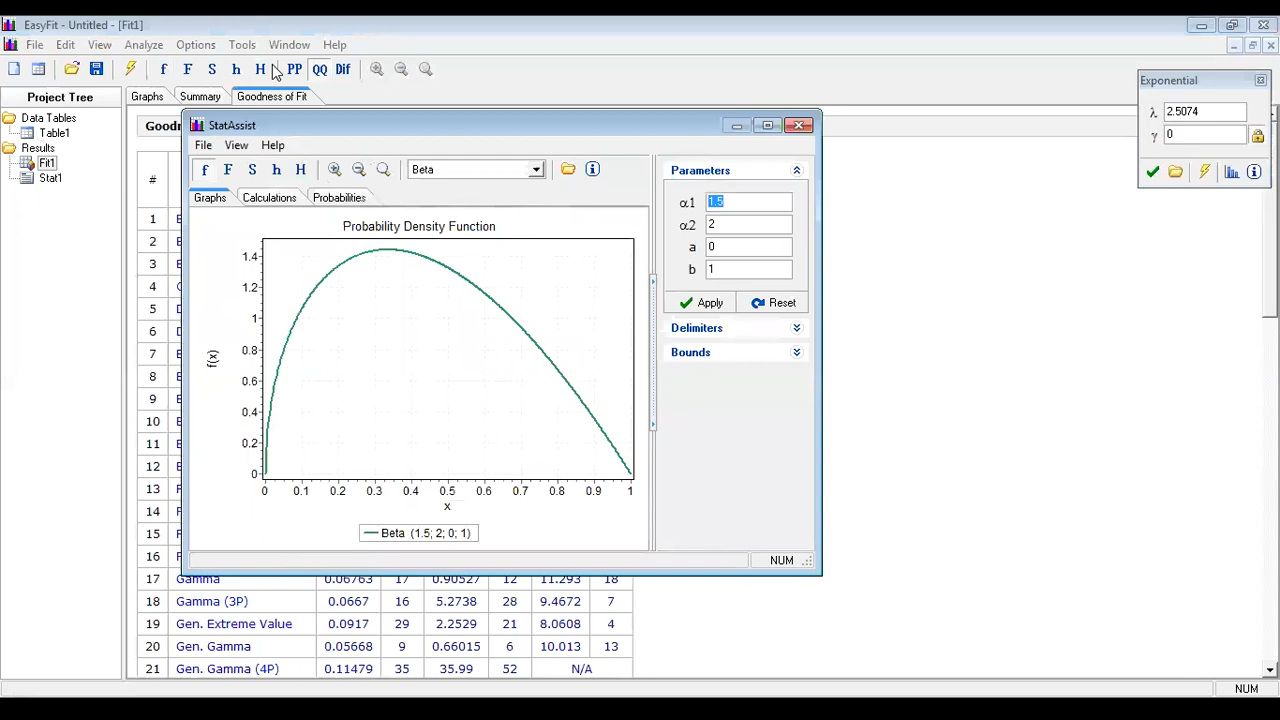 EasyFit - Untitled - [Fit1]
File Edit View Analyze Options Tools Window Help
f F S h H PP QQ Dif
Project Tree
Data Tables
Table1
Results
Fit1
Stat1
Graphs Summary Goodness of Fit
Goodn
#
1 E
2 E
3 E
4
5
6
7 E
8 E
9 E
10 E
11 E
12 E
13 F
14 F
15 F
16 F
17 Gamma 0.06763 17 0.90527 12 11.293 18
18 Gamma (3P) 0.0667 16 5.2738 28 9.4672 7
19 Gen. Extreme Value 0.0917 29 2.2529 21 8.0608 4
20 Gen. Gamma 0.05668 9 0.66015 6 10.013 13
21 Gen. Gamma (4P) 0.11479 35 35.99 52 N/A
StatAssist
File View Help
f F S h H Beta
Graphs Calculations Probabilities
Probability Density Function
f(x)
1.4
1.2
1
0.8
0.6
0.4
0.2
0
0 0.1 0.2 0.3 0.4 0.5 0.6 0.7 0.8 0.9 1
x
Beta (1.5; 2; 0; 1)
Parameters
α1 1.5
α2 2
a 0
b 1
Apply Reset
Delimiters
Bounds
NUM
Exponential
λ 2.5074
γ 0
NUM